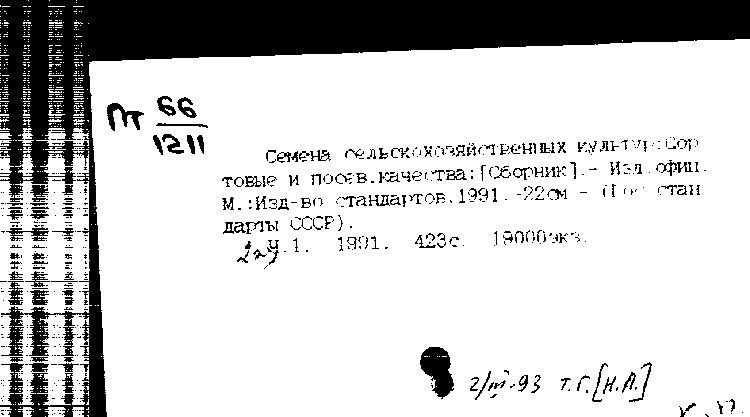 Пт 66
1211
Семена сельскохозяйственных культур:Сор
товые и посев.качества:[Сборник].- Изд.офиц.
М.:Изд-во стандартов.1991.-22см - (Гос стан
дарты СССР).
Ч.1. 1991. 423с. 19000экз.
2/III-93 т.г.[Н.А.]